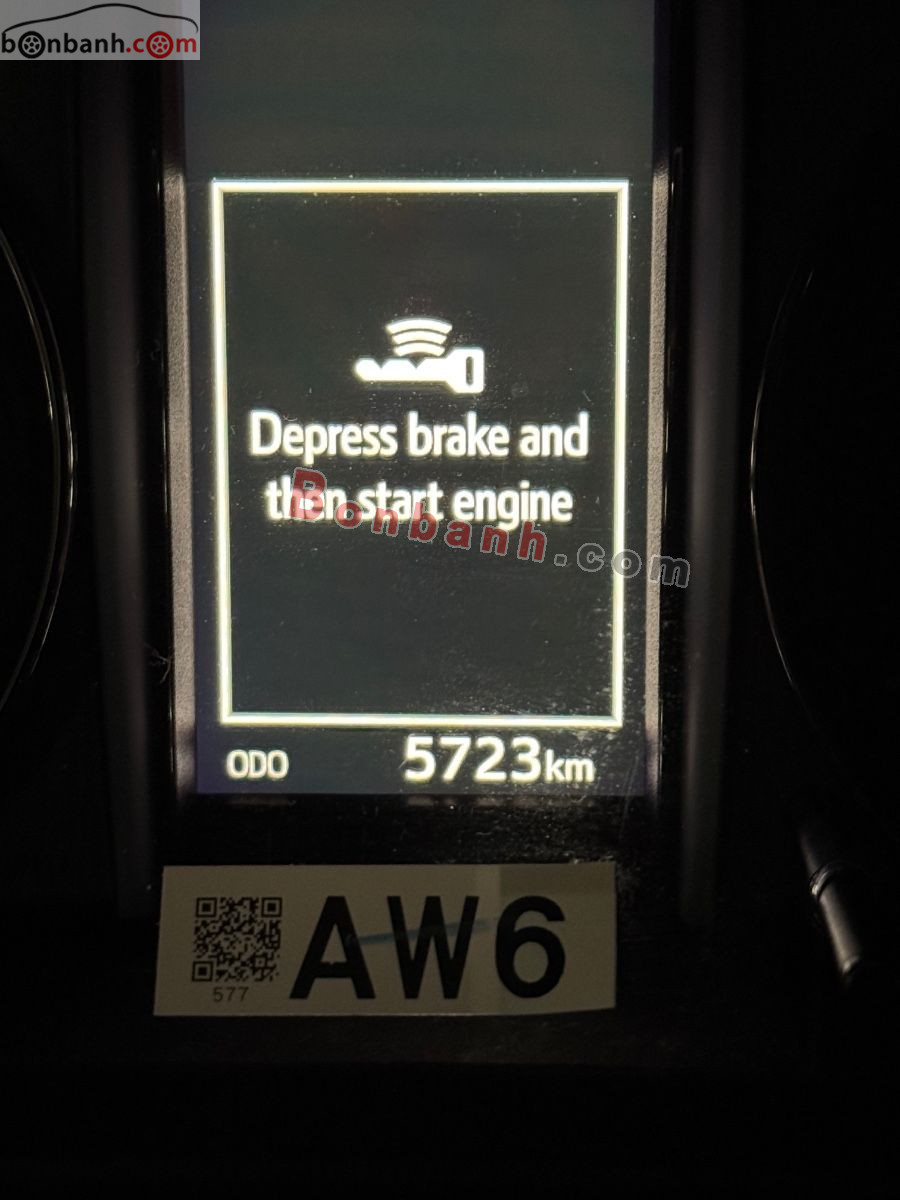 bonbanh.com
Depress brake and
then start engine
Bonbanh.com
ODO 5723km
AW6
577